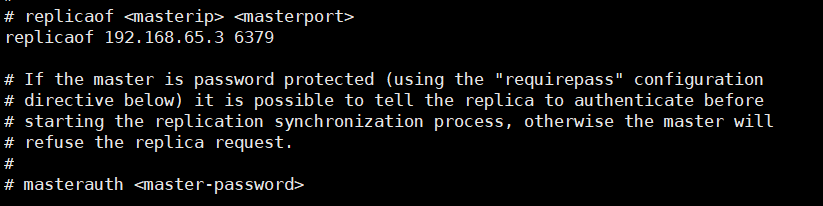 # replicaof <masterip> <masterport>
replicaof 192.168.65.3 6379
# If the master is password protected (using the "requirepass" configuration
# directive below) it is possible to tell the replica to authenticate before
# starting the replication synchronization process, otherwise the master will
# refuse the replica request.
#
# masterauth <master-password>